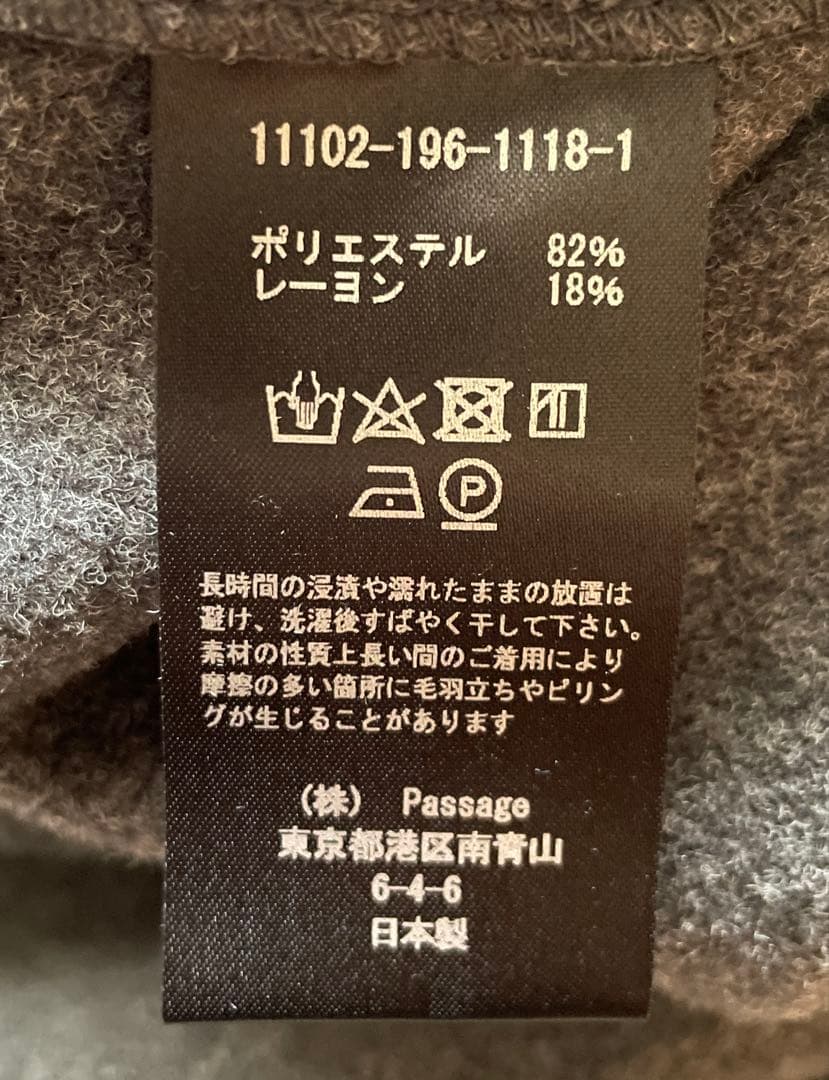 11102-196-1118-1
ポリエステル 82%
レーヨン 18%
P
長時間の浸漬や濡れたままの放置は
避け、洗濯後すばやく干して下さい。
素材の性質上長い間のご着用により
摩擦の多い箇所に毛羽立ちやピリン
グが生じることがあります
(株) Passage
東京都港区南青山
6-4-6
日本製